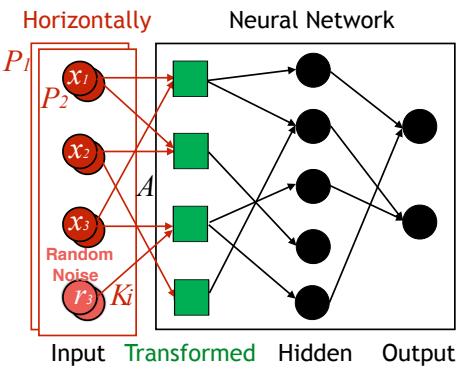 Horizontally
Neural Network
P1
P2
x1
x2
A
x3
Random
Noise
r3
Ki
Input
Transformed
Hidden
Output